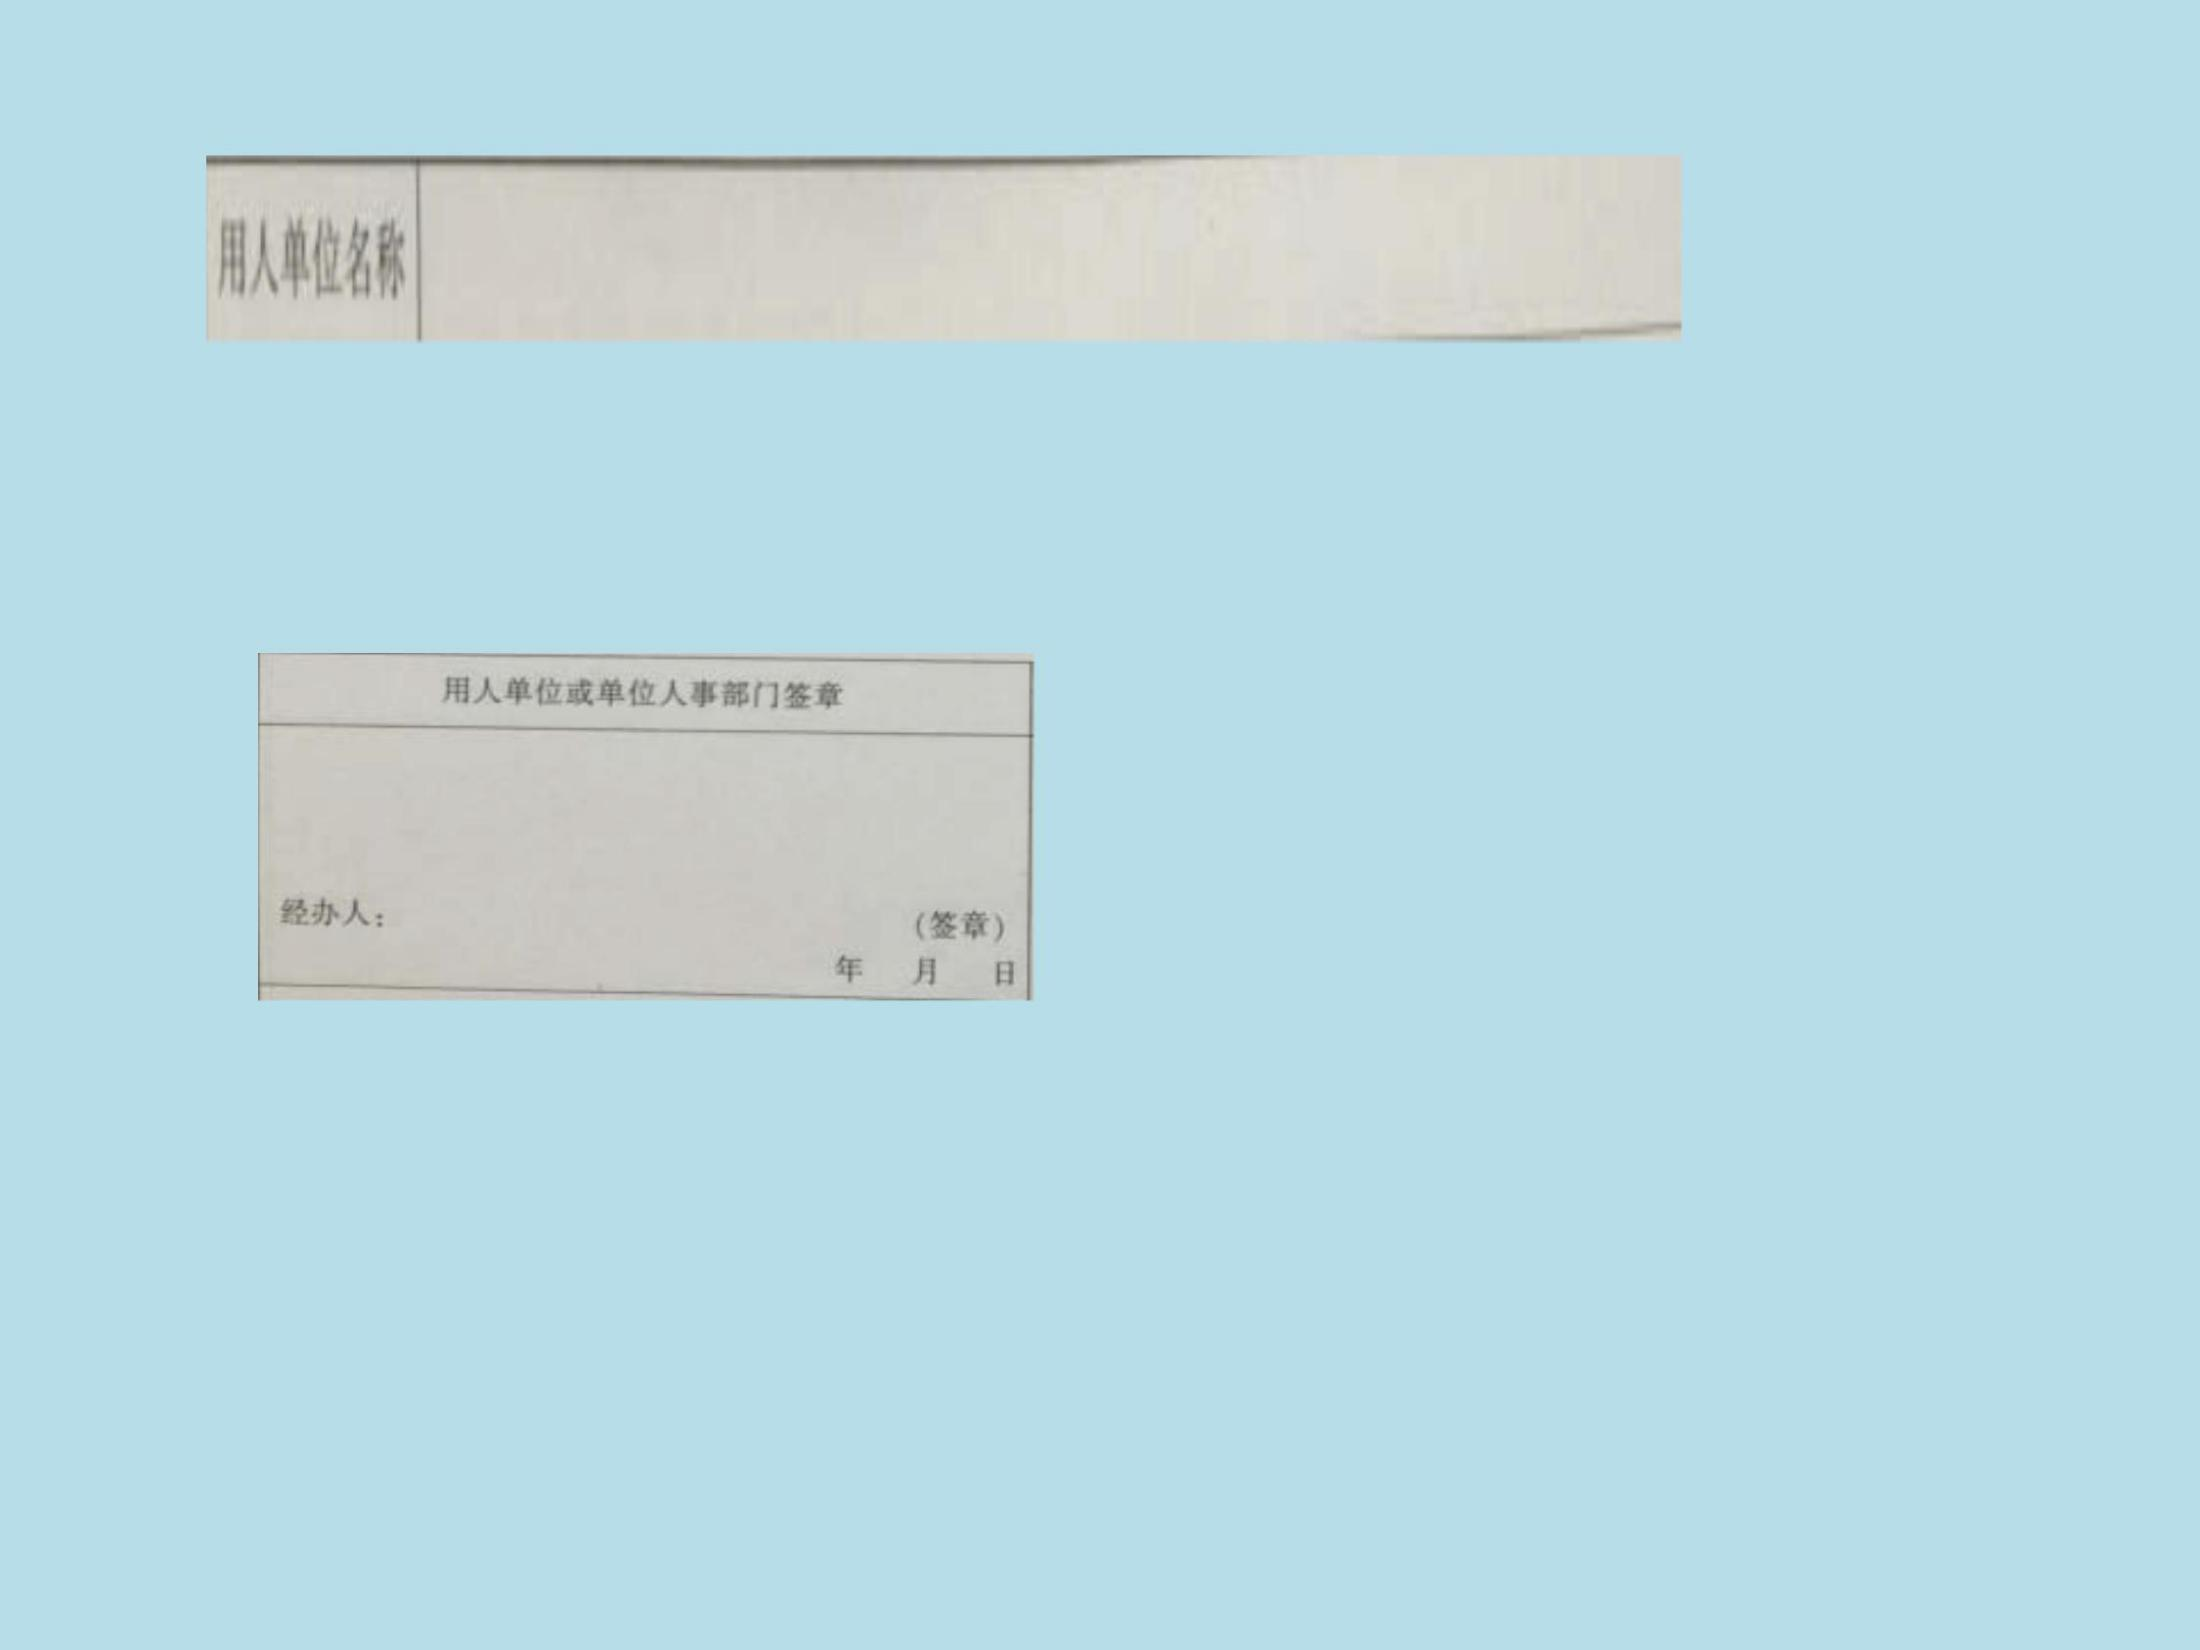 用人单位名称
用人单位或单位人事部门签章
经办人：
（签章）
年 月 日